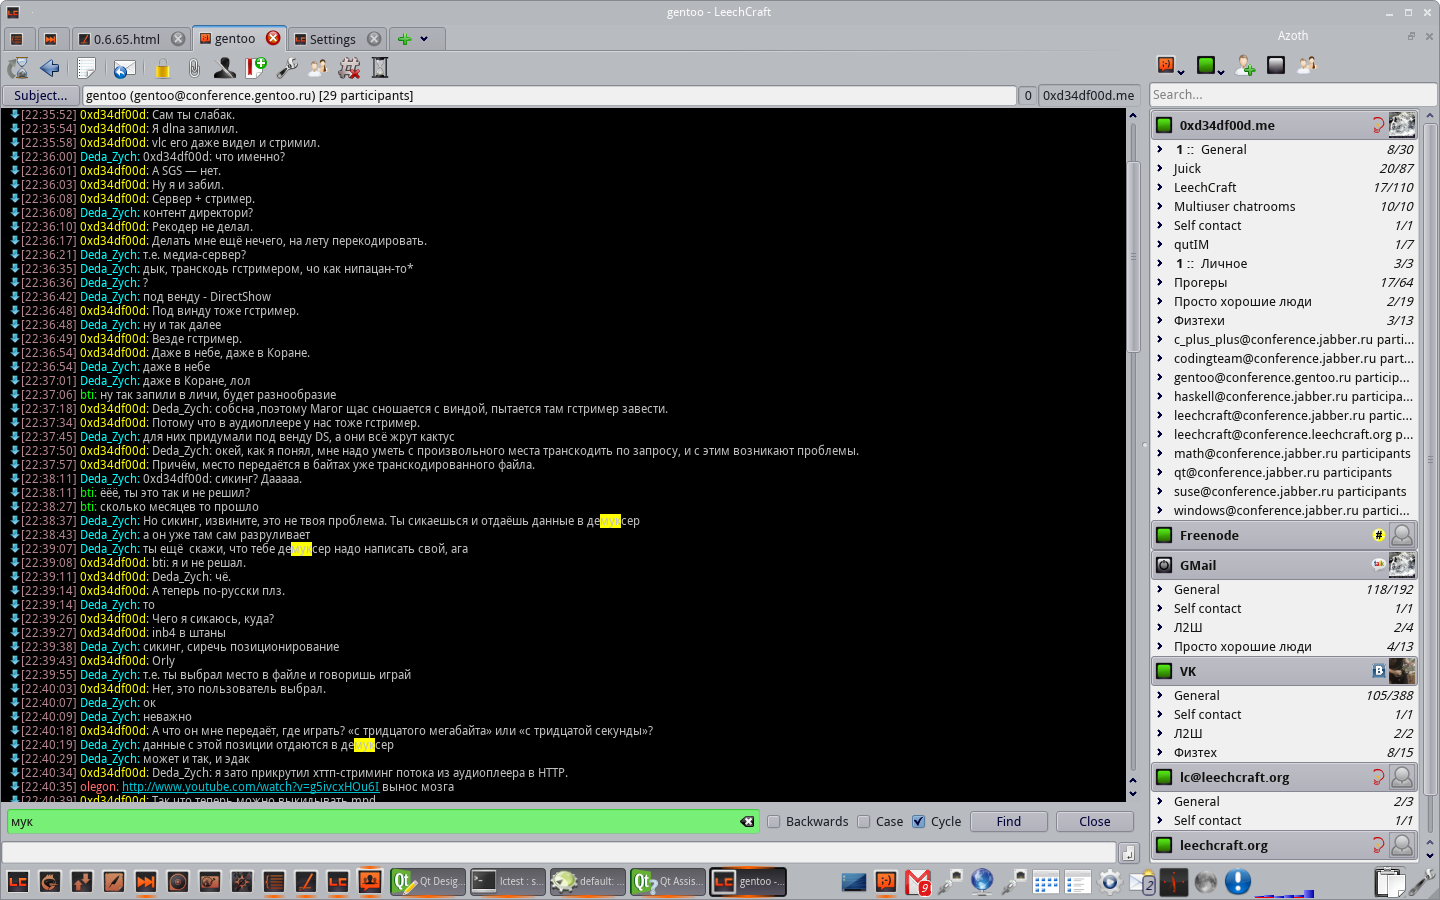 gentoo - LeechCraft
0.6.65.html
gentoo
Settings
Azoth
Subject...
gentoo (gentoo@conference.gentoo.ru) [29 participants]
0
0xd34df00d.me
Search...
[22:35:52] 0xd34df00d: Сам ты слабак.
[22:35:54] 0xd34df00d: Я dlna запилил.
[22:35:58] 0xd34df00d: vlc его даже видел и стримил.
[22:36:00] Deda_Zych: 0xd34df00d: что именно?
[22:36:01] 0xd34df00d: А SGS — нет.
[22:36:03] 0xd34df00d: Ну я и забил.
[22:36:08] 0xd34df00d: Сервер + стример.
[22:36:08] Deda_Zych: контент директори?
[22:36:10] 0xd34df00d: Рекодер не делал.
[22:36:17] 0xd34df00d: Делать мне ещё нечего, на лету перекодировать.
[22:36:21] Deda_Zych: т.е. медиа-сервер?
[22:36:35] Deda_Zych: дык, транскодь гстримером, чо как нипацан-то*
[22:36:36] Deda_Zych: ?
[22:36:42] Deda_Zych: под венду - DirectShow
[22:36:48] 0xd34df00d: Под винду тоже гстример.
[22:36:48] Deda_Zych: ну и так далее
[22:36:49] 0xd34df00d: Везде гстример.
[22:36:54] 0xd34df00d: Даже в небе, даже в Коране.
[22:36:54] Deda_Zych: даже в небе
[22:37:01] Deda_Zych: даже в Коране, лол
[22:37:06] bti: ну так запили в личи, будет разнообразие
[22:37:18] 0xd34df00d: Deda_Zych: собсна ,поэтому Магог щас сношается с виндой, пытается там гстример завести.
[22:37:34] 0xd34df00d: Потому что в аудиоплеере у нас тоже гстример.
[22:37:45] Deda_Zych: для них придумали под венду DS, а они всё жрут кактус
[22:37:50] 0xd34df00d: Deda_Zych: окей, как я понял, мне надо уметь с произвольного места транскодить по запросу, и с этим возникают проблемы.
[22:37:57] 0xd34df00d: Причём, место передаётся в байтах уже транскодированного файла.
[22:38:11] Deda_Zych: 0xd34df00d: сикинг? Дааааа.
[22:38:11] bti: ёёё, ты это так и не решил?
[22:38:27] bti: сколько месяцев то прошло
[22:38:37] Deda_Zych: Но сикинг, извините, это не твоя проблема. Ты сикаешься и отдаёшь данные в демуксер
[22:38:43] Deda_Zych: а он уже там сам разруливает
[22:39:07] Deda_Zych: ты ещё  скажи, что тебе демуксер надо написать свой, ага
[22:39:08] 0xd34df00d: bti: я и не решал.
[22:39:11] 0xd34df00d: Deda_Zych: чё.
[22:39:14] 0xd34df00d: А теперь по-русски плз.
[22:39:14] Deda_Zych: то
[22:39:26] 0xd34df00d: Чего я сикаюсь, куда?
[22:39:27] 0xd34df00d: inb4 в штаны
[22:39:38] Deda_Zych: сикинг, сиречь позиционирование
[22:39:43] 0xd34df00d: Orly
[22:39:55] Deda_Zych: т.е. ты выбрал место в файле и говоришь играй
[22:40:03] 0xd34df00d: Нет, это пользователь выбрал.
[22:40:07] Deda_Zych: ок
[22:40:09] Deda_Zych: неважно
[22:40:18] 0xd34df00d: А что он мне передаёт, где играть? «с тридцатого мегабайта» или «с тридцатой секунды»?
[22:40:19] Deda_Zych: данные с этой позиции отдаются в демуксер
[22:40:29] Deda_Zych: может и так, и эдак
[22:40:34] 0xd34df00d: Deda_Zych: я зато прикрутил хттп-стриминг потока из аудиоплеера в HTTP.
[22:40:35] olegon: http://www.youtube.com/watch?v=g5ivcxHOu6I вынос мозга
[22:40:39] 0xd34df00d: Так что теперь можно выкидывать mpd
мук
Backwards
Case
Cycle
Find
Close
0xd34df00d.me
1 :: General 8/30
Juick 20/87
LeechCraft 17/110
Multiuser chatrooms 10/10
Self contact 1/1
qutIM 1/7
1 :: Личное 3/3
Прогеры 17/64
Просто хорошие люди 2/19
Физтехи 3/13
c_plus_plus@conference.jabber.ru parti...
codingteam@conference.jabber.ru part...
gentoo@conference.gentoo.ru particip...
haskell@conference.jabber.ru participa...
leechcraft@conference.jabber.ru partic...
leechcraft@conference.leechcraft.org p...
math@conference.jabber.ru participants
qt@conference.jabber.ru participants
suse@conference.jabber.ru participants
windows@conference.jabber.ru partici...
Freenode #
GMail talk
General 118/192
Self contact 1/1
Л2Ш 2/4
Просто хорошие люди 4/13
VK B
General 105/388
Self contact 1/1
Л2Ш 2/2
Физтех 8/15
lc@leechcraft.org
General 2/3
Self contact 1/1
leechcraft.org
Qt Desig...
lctest : s...
default: ...
Qt Assis...
gentoo -...
9
2